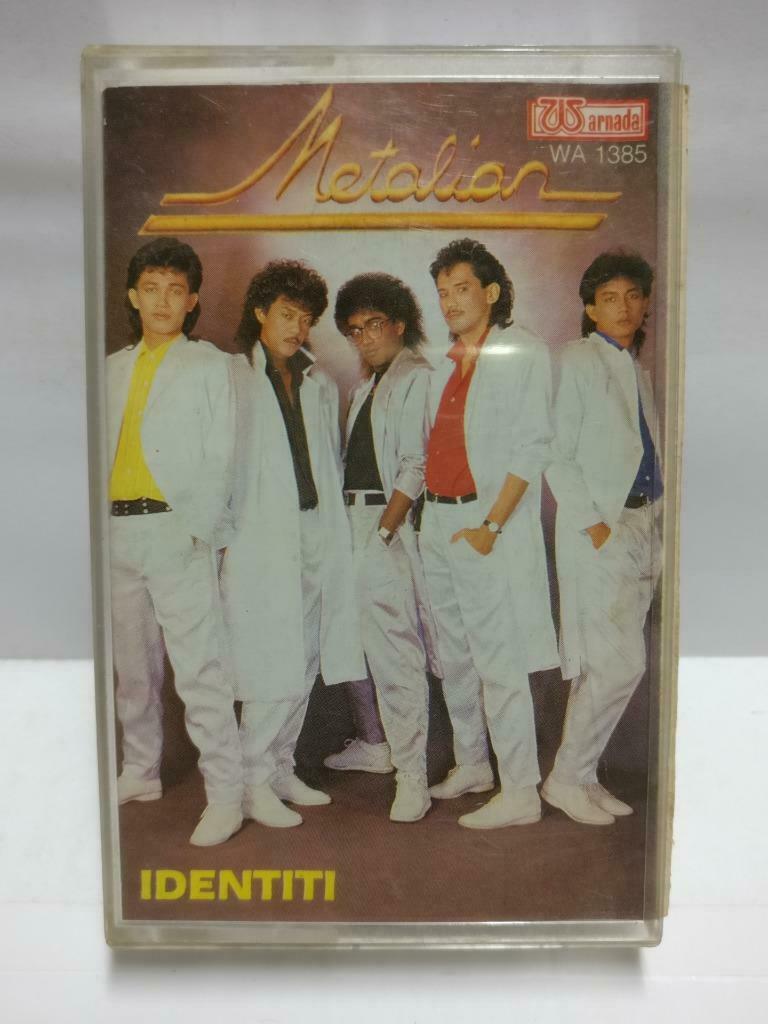 Metalian
Warnada
WA 1385
IDENTITI